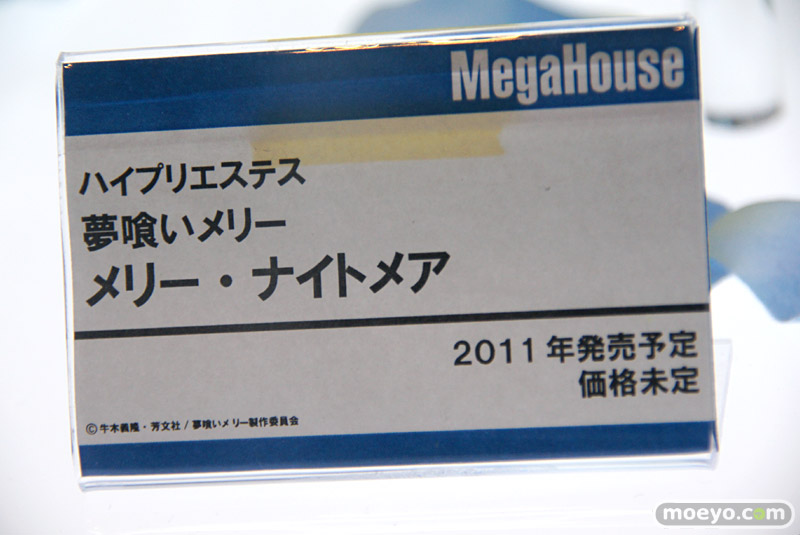 MegaHouse
ハイプリエステス
夢喰いメリー
メリー・ナイトメア
2011年発売予定
価格未定
©牛木義隆・芳文社/夢喰いメリー製作委員会
moeyo.com